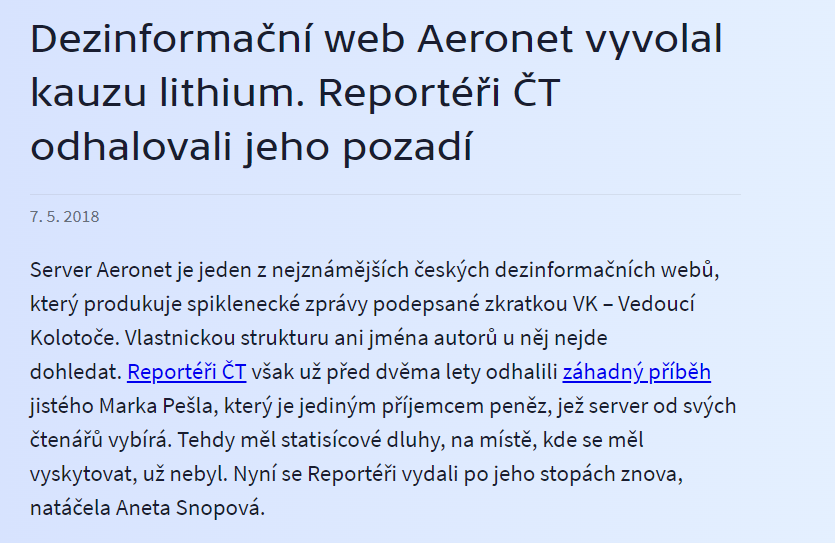 Dezinformační web Aeronet vyvolal
kauzu lithium. Reportéři ČT
odhalovali jeho pozadí
7. 5. 2018
Server Aeronet je jeden z nejznámějších českých dezinformačních webů,
který produkuje spiklenecké zprávy podepsané zkratkou VK – Vedoucí
Kolotoče. Vlastnickou strukturu ani jména autorů u něj nejde
dohledat. Reportéři ČT však už před dvěma lety odhalili záhadný příběh
jistého Marka Pešla, který je jediným příjemcem peněz, jež server od svých
čtenářů vybírá. Tehdy měl statisícové dluhy, na místě, kde se měl
vyskytovat, už nebyl. Nyní se Reportéři vydali po jeho stopách znova,
natáčela Aneta Snopová.